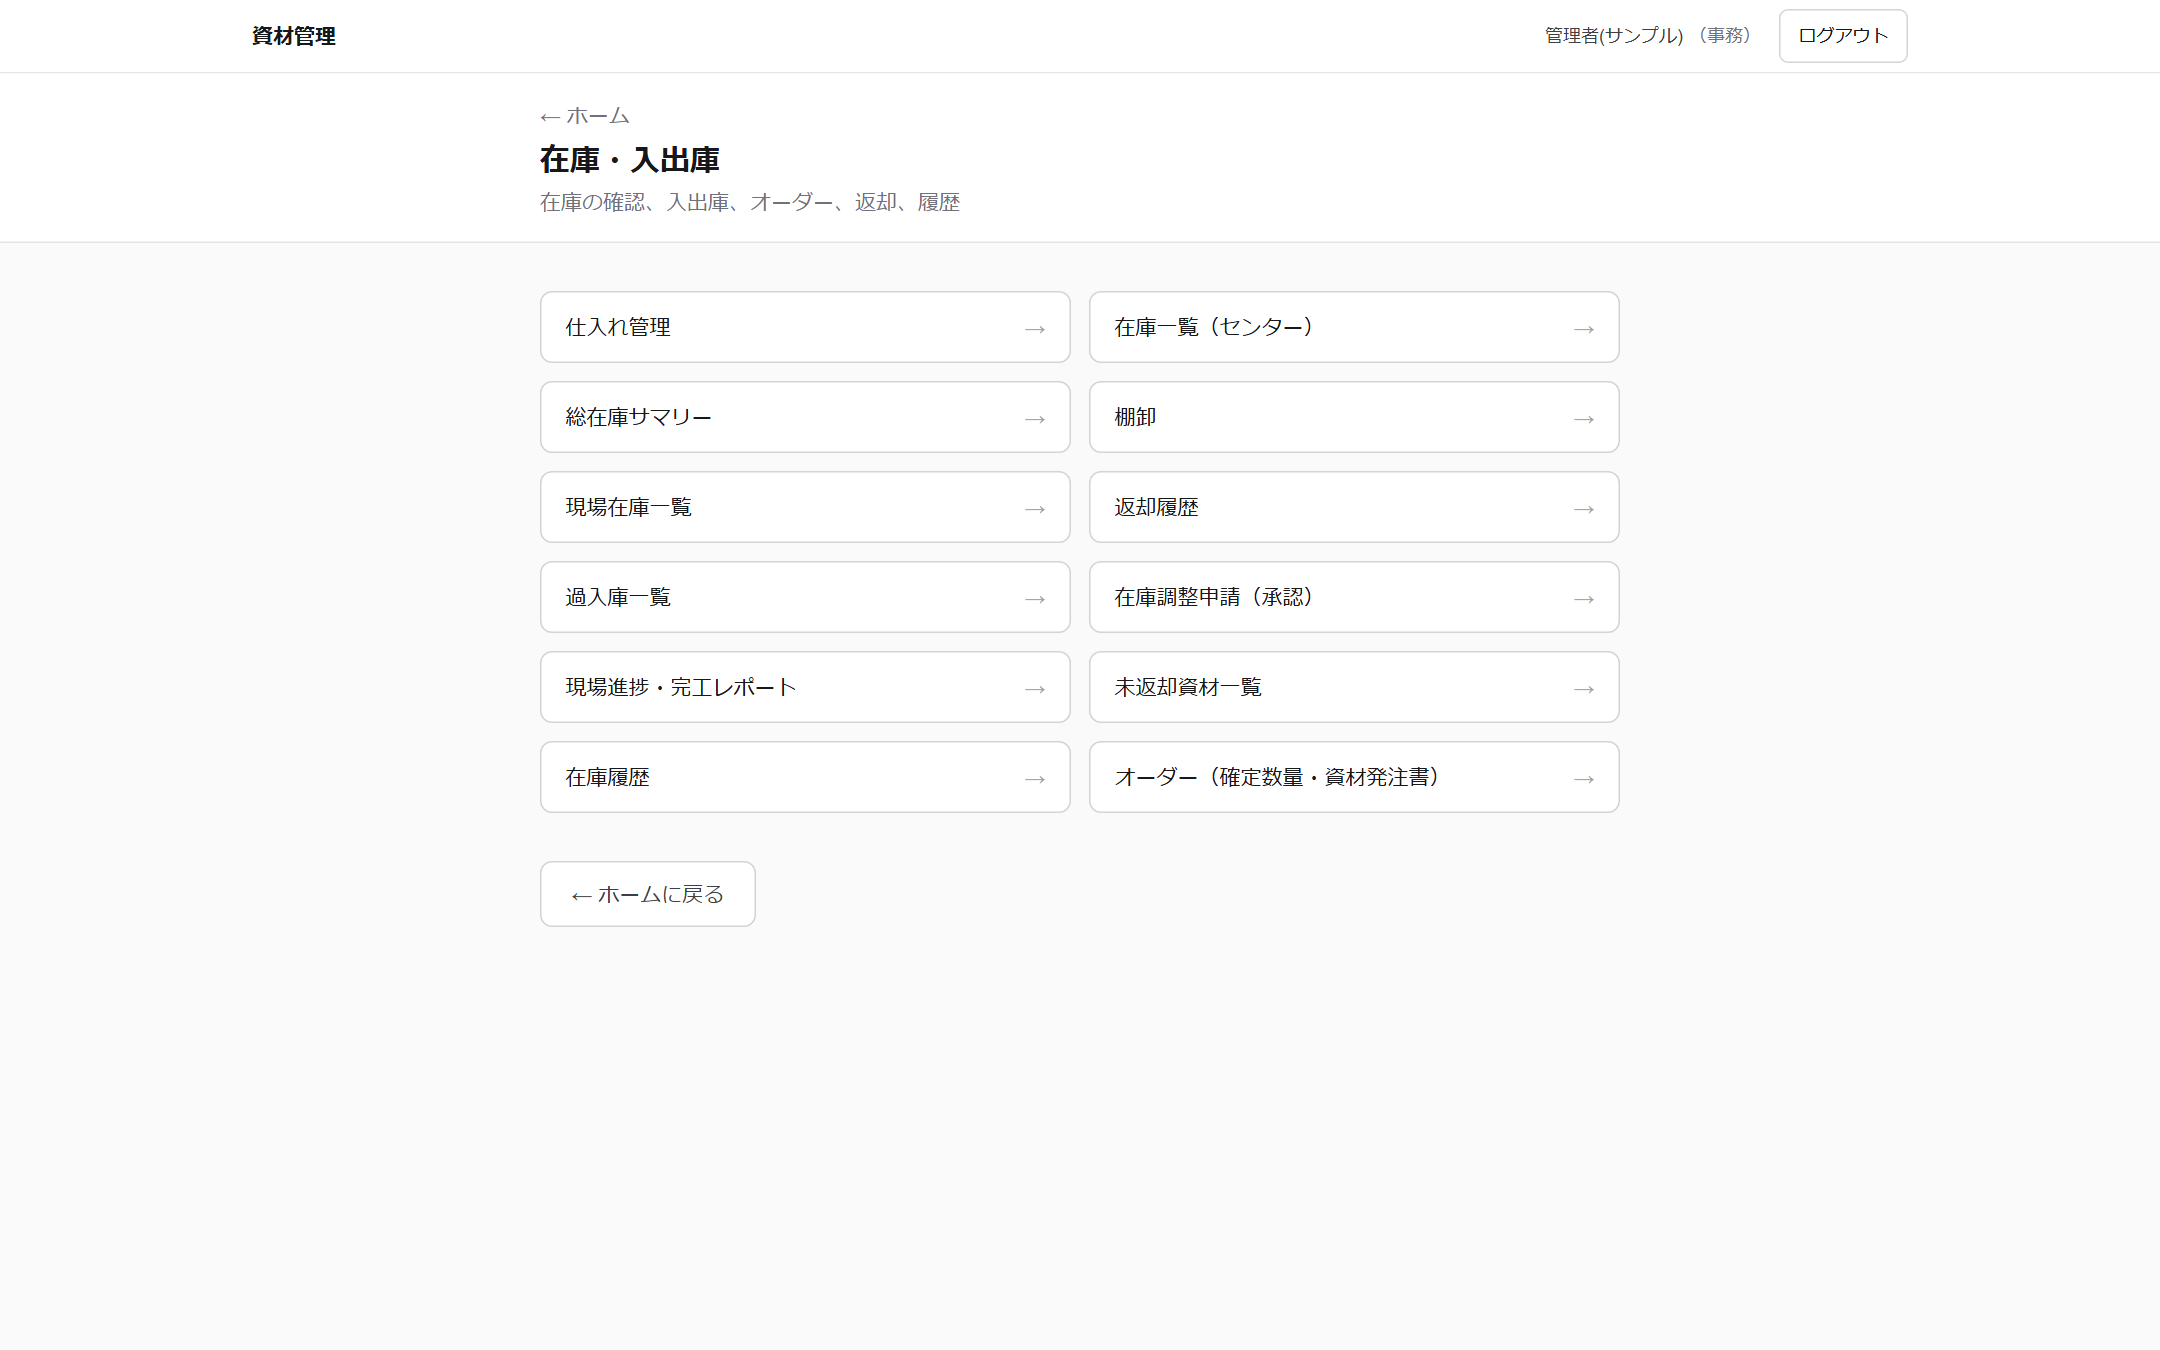 資材管理
管理者(サンプル) （事務） ログアウト
← ホーム
在庫・入出庫
在庫の確認、入出庫、オーダー、返却、履歴
仕入れ管理 →
在庫一覧（センター） →
総在庫サマリー →
棚卸 →
現場在庫一覧 →
返却履歴 →
過入庫一覧 →
在庫調整申請（承認） →
現場進捗・完工レポート →
未返却資材一覧 →
在庫履歴 →
オーダー（確定数量・資材発注書） →
← ホームに戻る